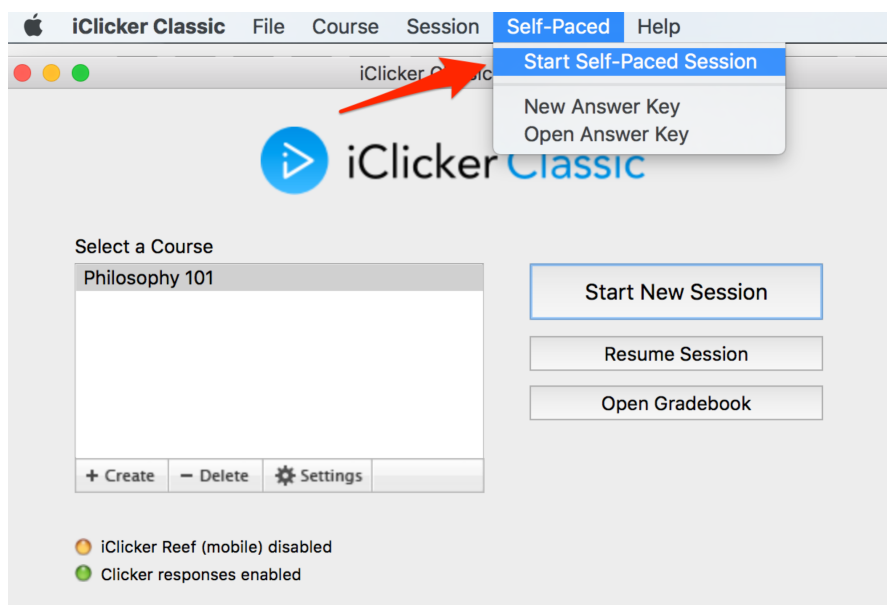 iClicker Classic File Course Session Self-Paced Help
iClicker Classic
Start Self-Paced Session
New Answer Key
Open Answer Key
iClicker Classic
Select a Course
Philosophy 101
Start New Session
Resume Session
Open Gradebook
+ Create − Delete Settings
iClicker Reef (mobile) disabled
Clicker responses enabled